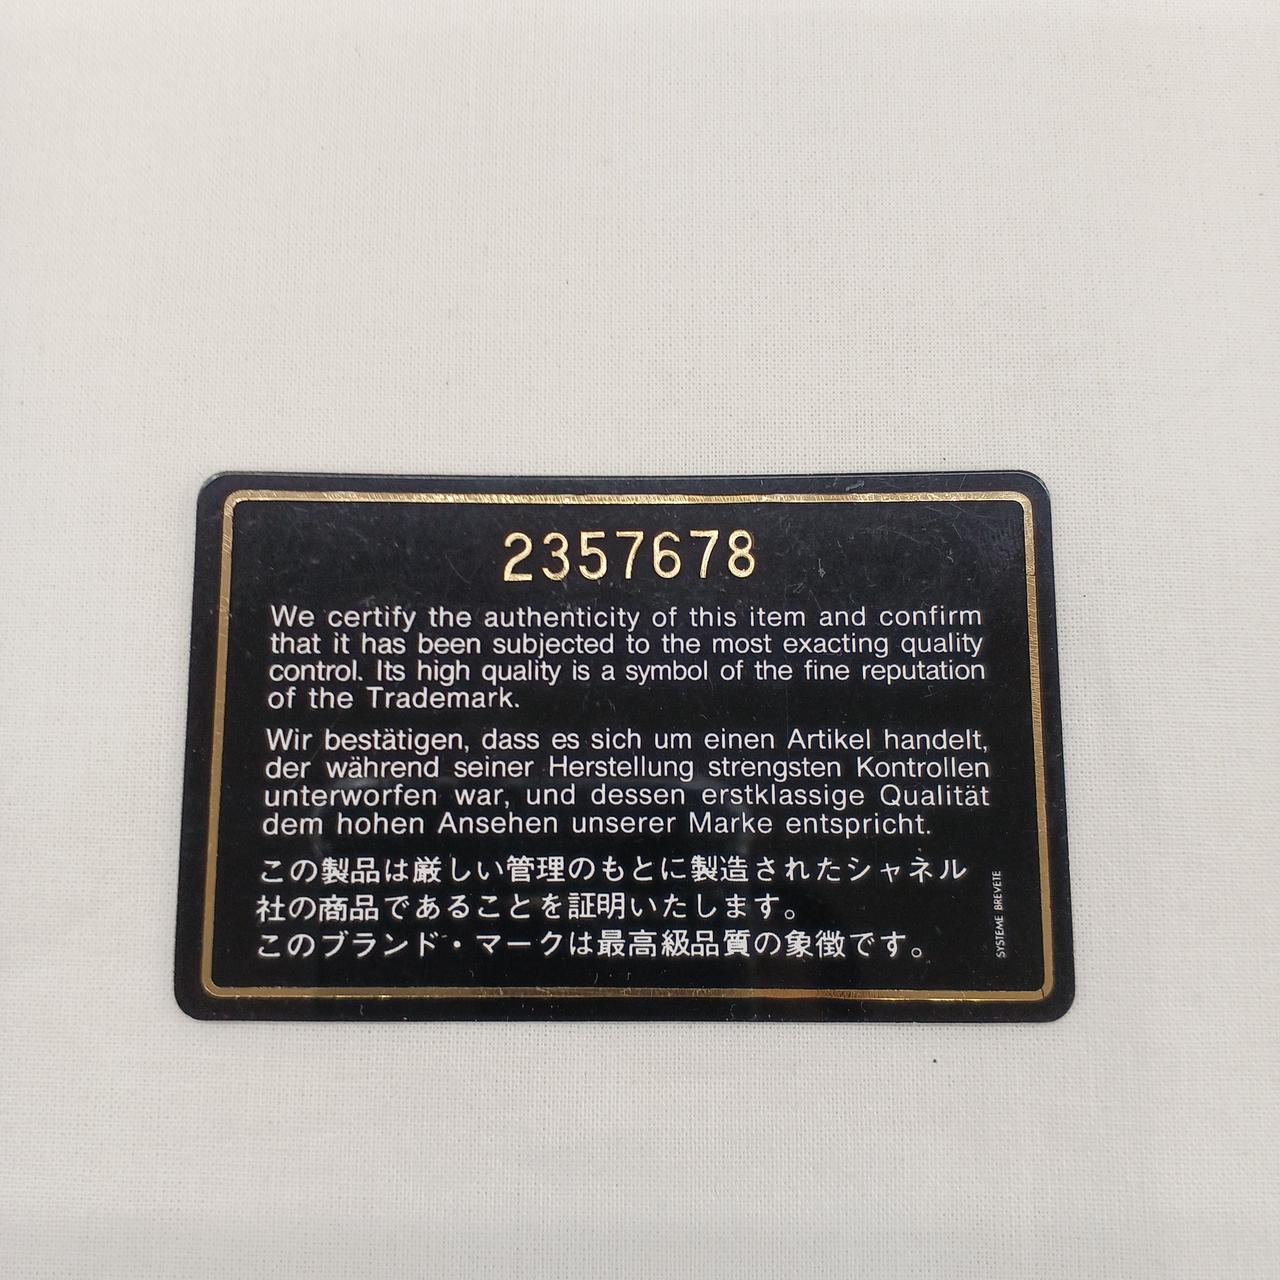 2357678
We certify the authenticity of this item and confirm
that it has been subjected to the most exacting quality
control. Its high quality is a symbol of the fine reputation
of the Trademark.
Wir bestätigen, dass es sich um einen Artikel handelt,
der während seiner Herstellung strengsten Kontrollen
unterworfen war, und dessen erstklassige Qualität
dem hohen Ansehen unserer Marke entspricht.
この製品は厳しい管理のもとに製造されたシャネル
社の商品であることを証明いたします。
このブランド・マークは最高級品質の象徴です。
SYSTEME BREVETE